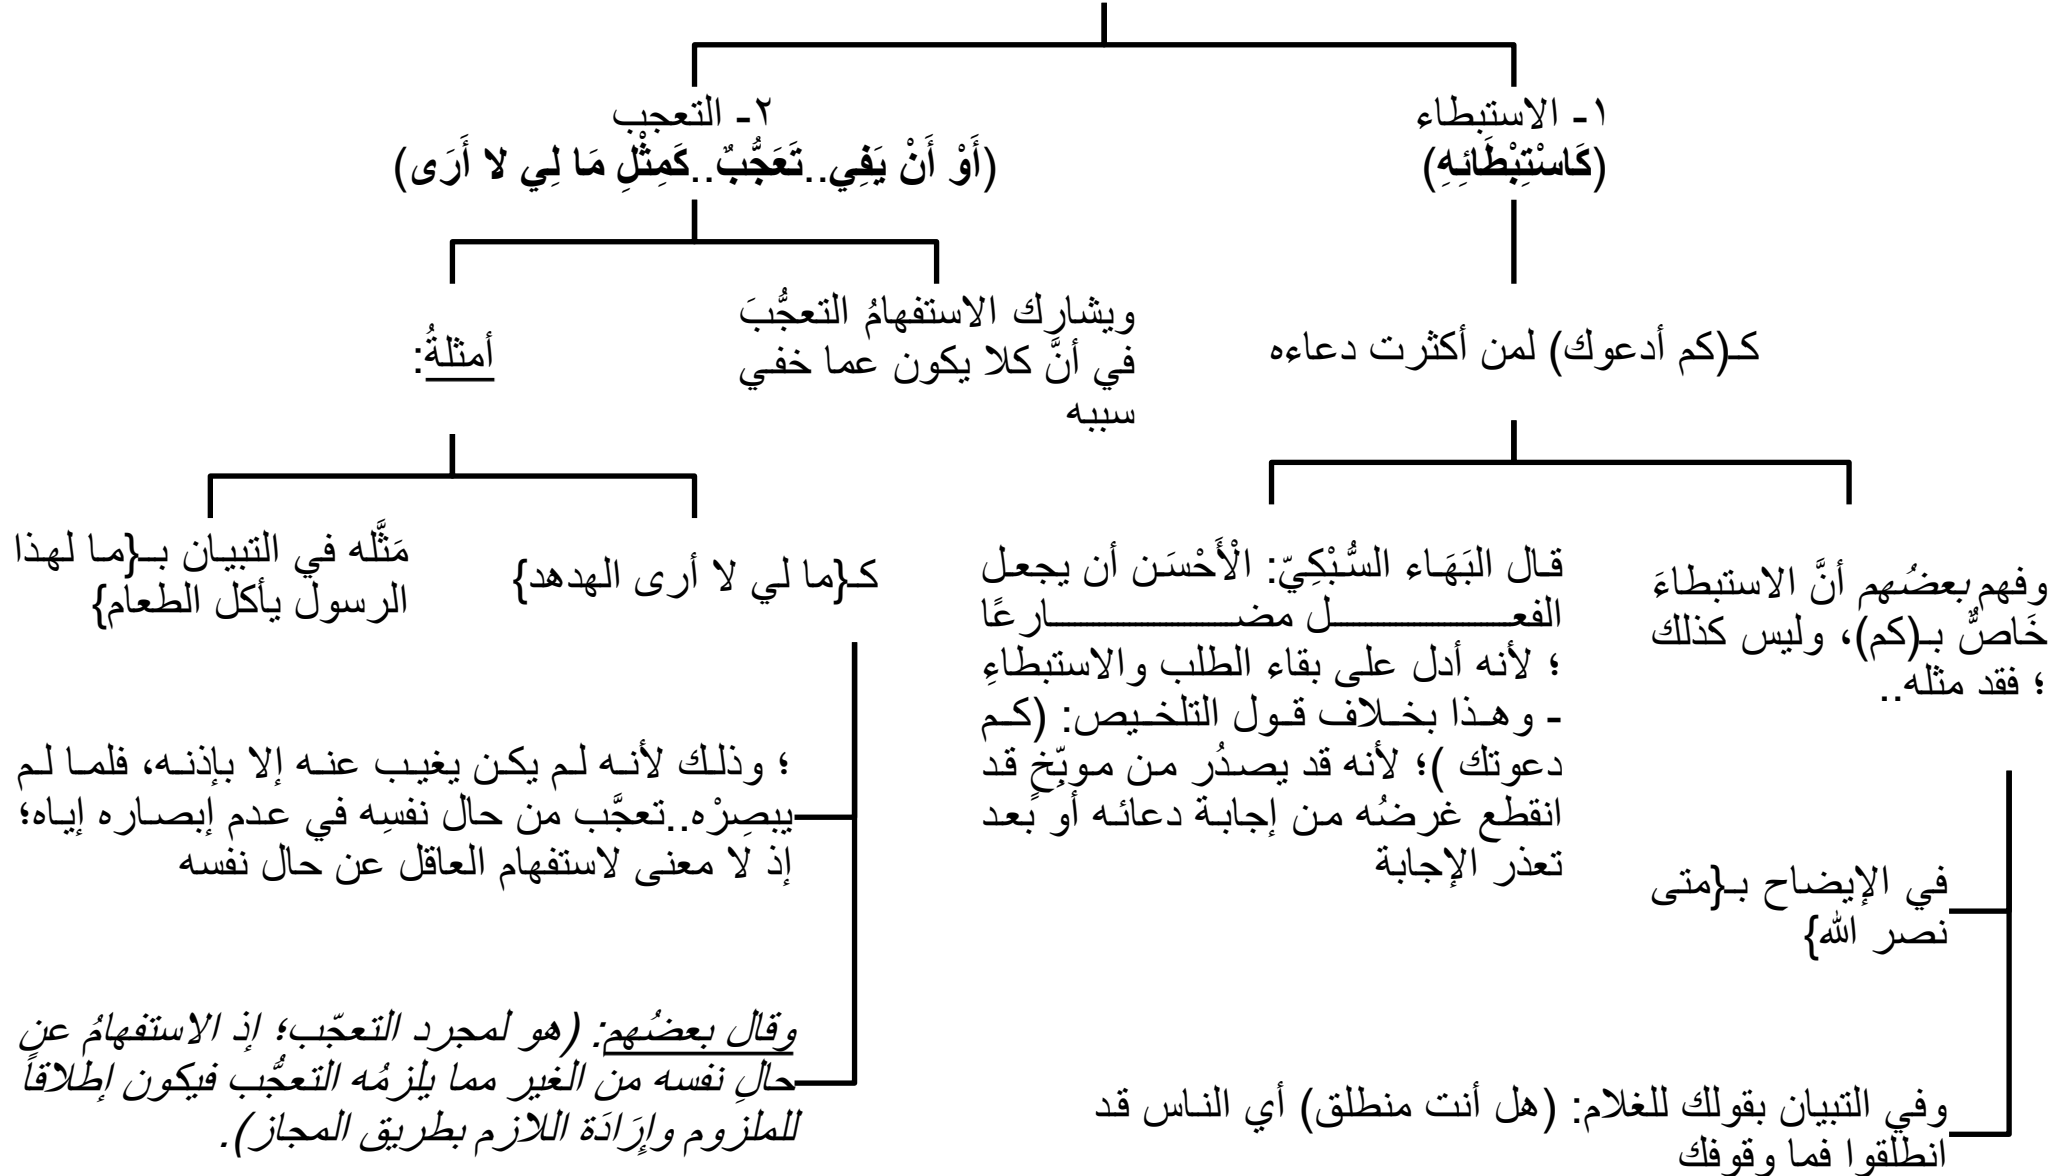 ١- الاستبطاء
(كَاسْتِبْطَائِهِ)
كـ(كم أدعوك) لمن أكثرت دعاءه
وفهم بعضُهم أنَّ الاستبطاءَ
خَاصٌّ بـ(كم)، وليس كذلك
؛ فقد مثله..
في الإيضاح بـ{متى
نصر الله}
وفي التبيان بقولك للغلام: (هل أنت منطلق) أي الناس قد
انطلقوا فما وقوفك
قال البَهَاء السُّبْكِيّ: الْأَحْسَن أن يجعل
الفعل مضارعًا
؛ لأنه أدل على بقاء الطلب والاستبطاءِ
- وهذا بخلاف قول التلخيص: (كم
دعوتك )؛ لأنه قد يصدُر من موبِّخٍ قد
انقطع غرضُه من إجابة دعائه أو بعد
تعذر الإجابة
٢- التعجب
(أَوْ أَنْ يَفِي..تَعَجُّبٌ..كَمِثْلِ مَا لِي لا أَرَى)
ويشارك الاستفهامُ التعجُّبَ
في أنَّ كلا يكون عما خفي
سببه
أمثلةُ:
كـ{ما لي لا أرى الهدهد}
؛ وذلك لأنه لم يكن يغيب عنه إلا بإذنه، فلما لم
يبصِرْه..تعجَّب من حال نفسِه في عدم إبصاره إياه؛
إذ لا معنى لاستفهام العاقل عن حال نفسه
وقال بعضُهم: (هو لمجرد التعجّب؛ إذ الاستفهامُ عن
حالِ نفسه من الغير مما يلزمُه التعجُّب فيكون إطلاقاً
للملزوم وإِرَادَة اللازم بطريق المجاز).
مَثَّله في التبيان بـ{ما لهذا
الرسول يأكل الطعام}